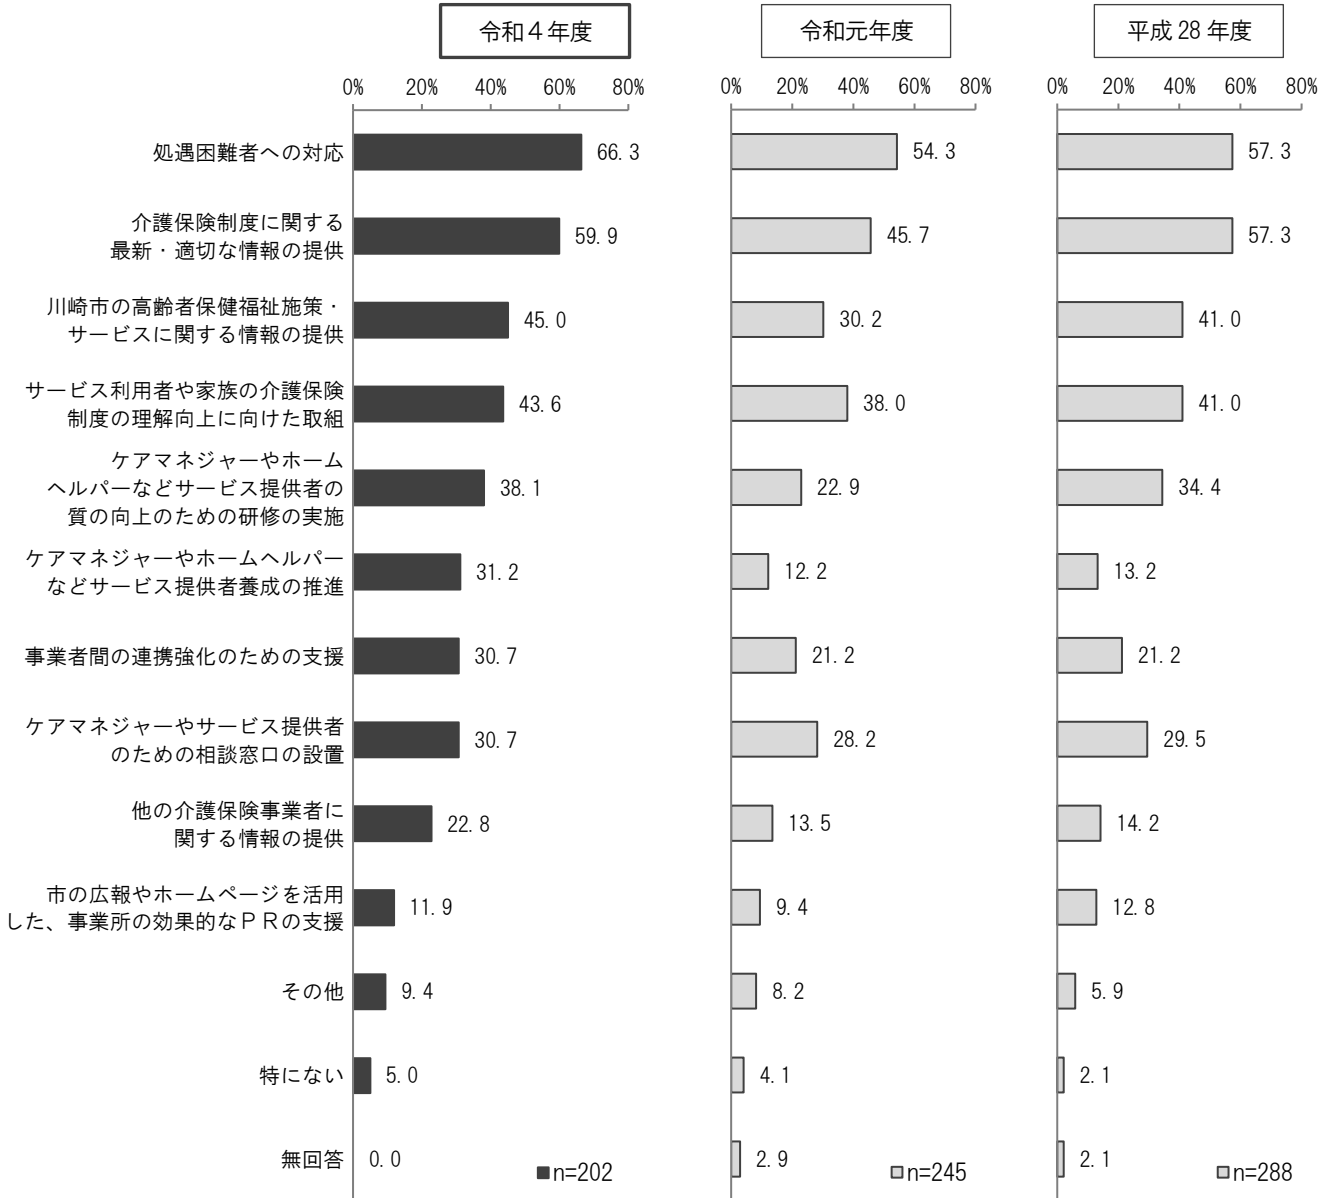 令和４年度
令和元年度
平成 28 年度
0% 20% 40% 60% 80%
0% 20% 40% 60% 80%
0% 20% 40% 60% 80%
処遇困難者への対応 66.3 54.3 57.3
介護保険制度に関する
最新・適切な情報の提供 59.9 45.7 57.3
川崎市の高齢者保健福祉施策・
サービスに関する情報の提供 45.0 30.2 41.0
サービス利用者や家族の介護保険
制度の理解向上に向けた取組 43.6 38.0 41.0
ケアマネジャーやホーム
ヘルパーなどサービス提供者の 38.1 22.9 34.4
質の向上のための研修の実施
ケアマネジャーやホームヘルパー
などサービス提供者養成の推進 31.2 12.2 13.2
事業者間の連携強化のための支援 30.7 21.2 21.2
ケアマネジャーやサービス提供者
のための相談窓口の設置 30.7 28.2 29.5
他の介護保険事業者に
関する情報の提供 22.8 13.5 14.2
市の広報やホームページを活用
した、事業所の効果的なＰＲの支援 11.9 9.4 12.8
その他 9.4 8.2 5.9
特にない 5.0 4.1 2.1
無回答 0.0 2.9 2.1
n=202 n=245 n=288